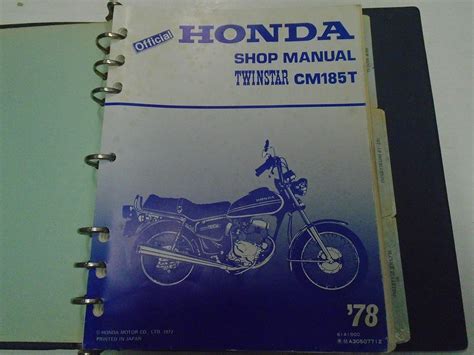 Official
HONDA
SHOP MANUAL
TWINSTAR CM185T
'78
© HONDA MOTOR CO., LTD. 1977
PRINTED IN JAPAN